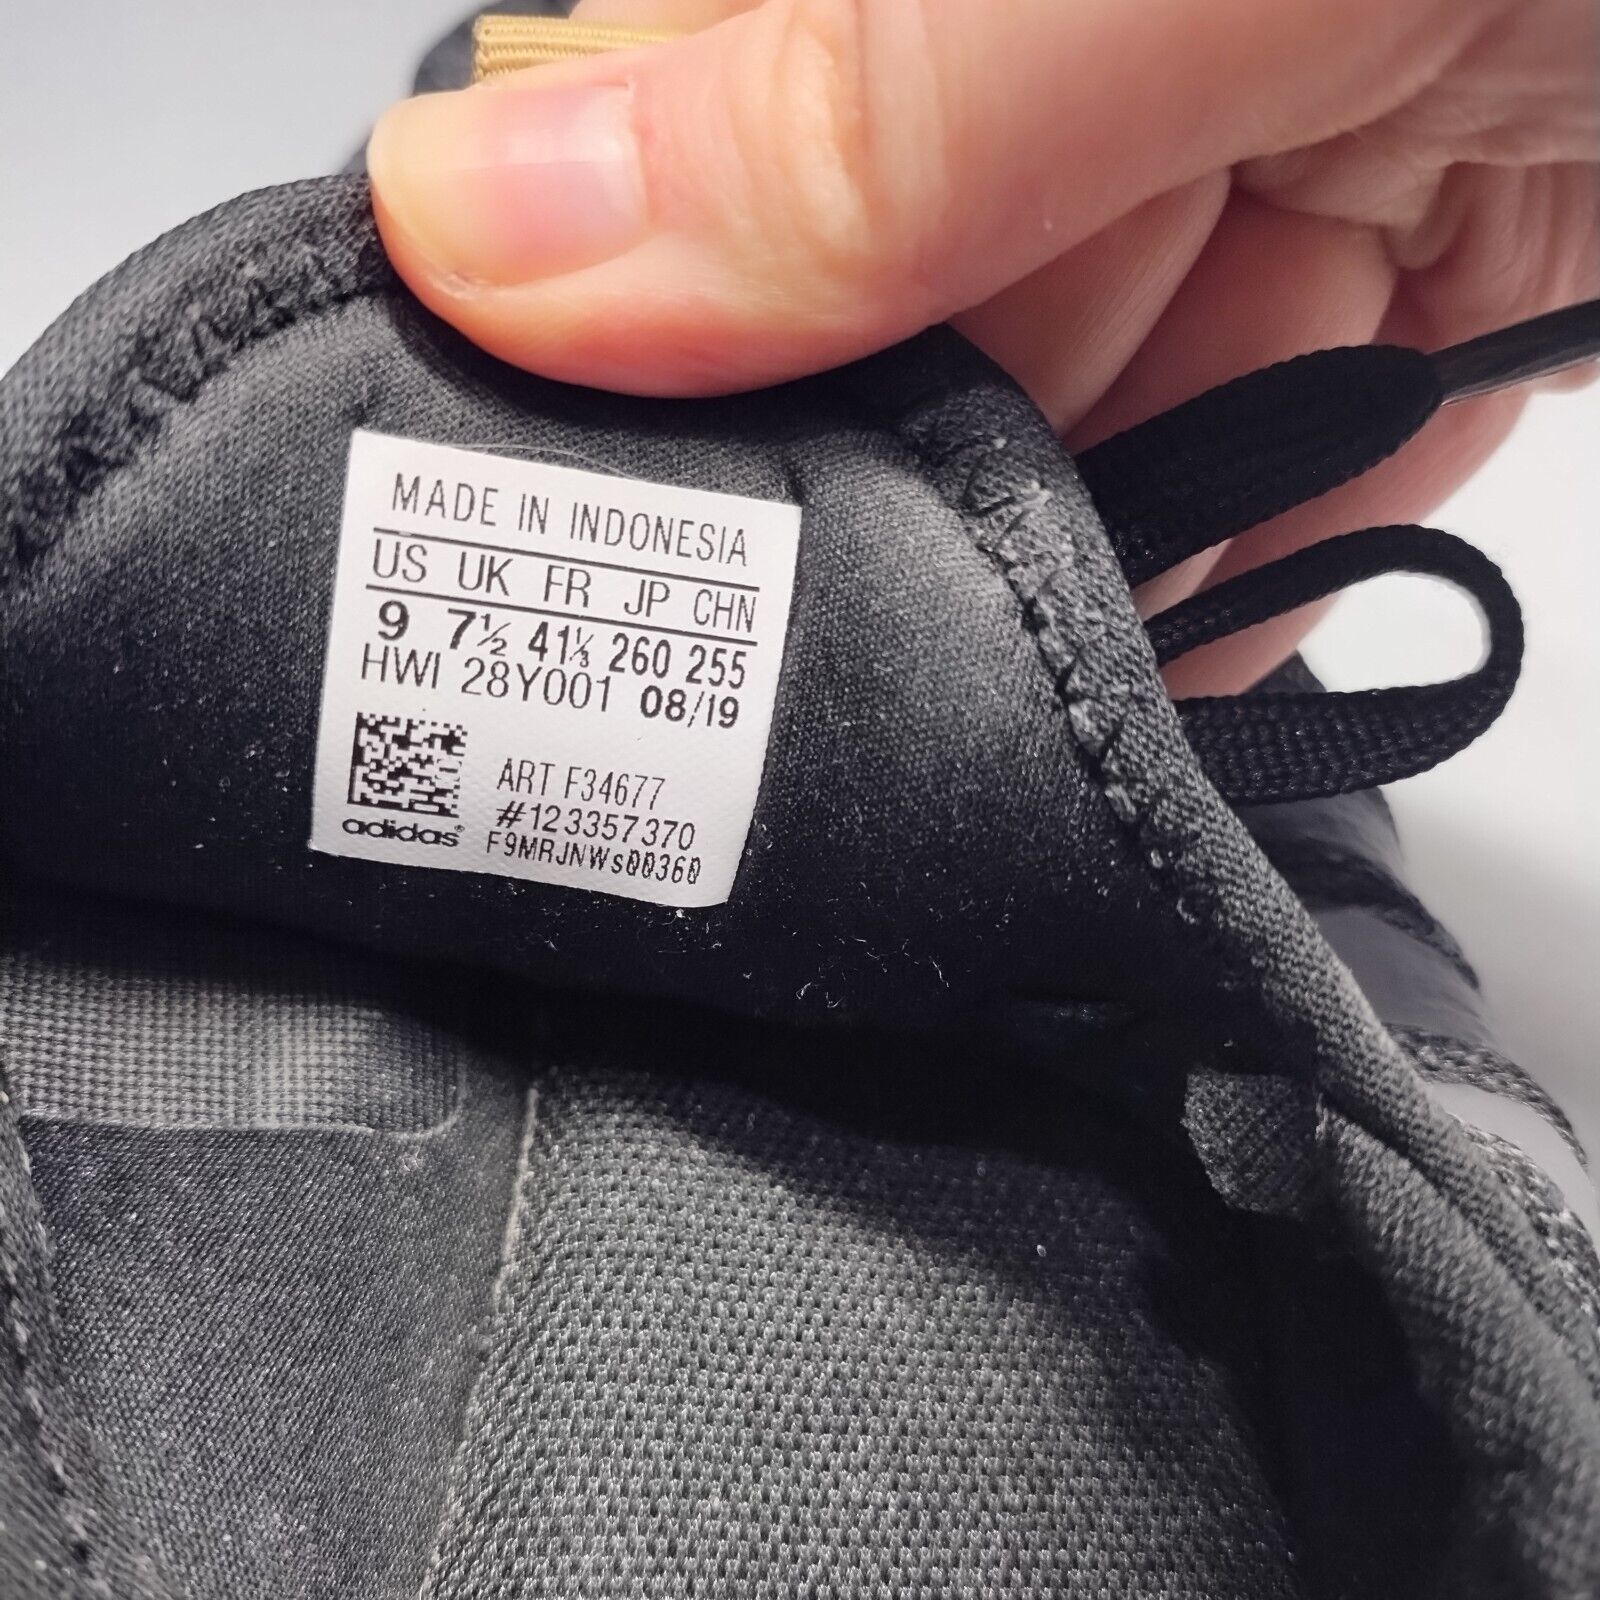 MADE IN INDONESIA
US UK FR JP CHN
9 7½ 41⅓ 260 255
HWI 28Y001 08/19
ART F34677
#123357370
adidas®
F9MRJNWs00360